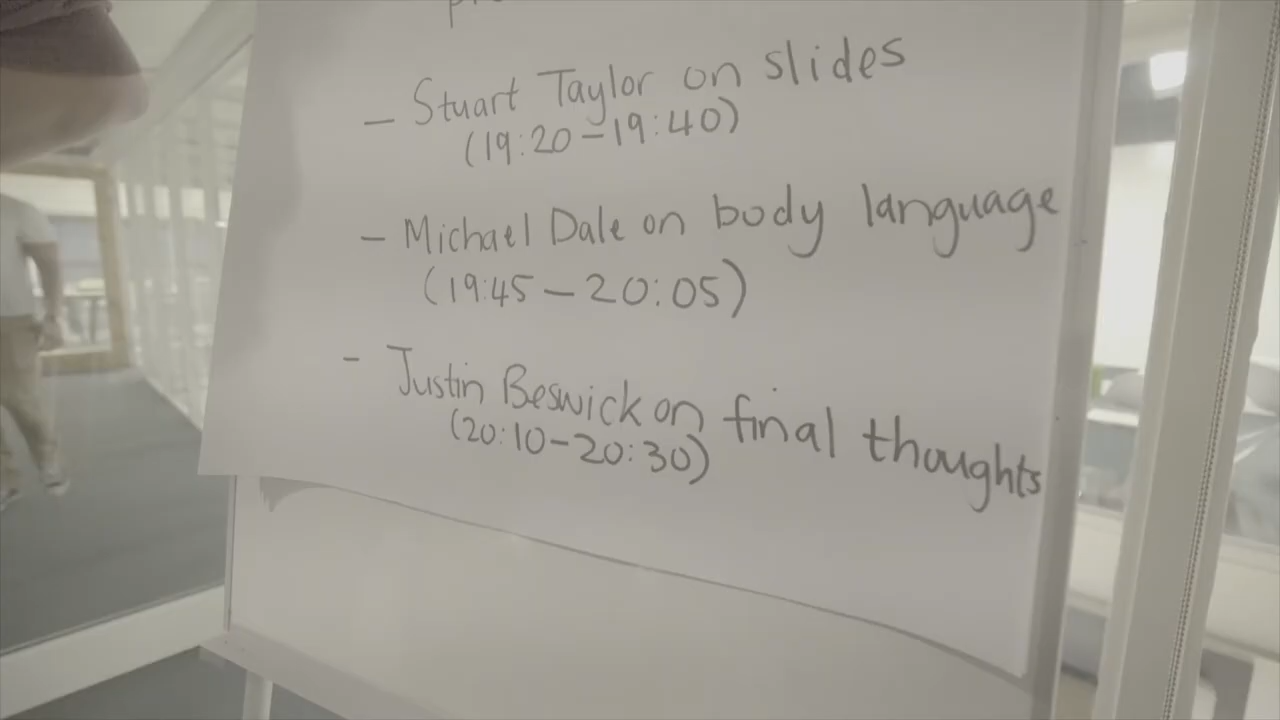 - Stuart Taylor on slides
(19:20-19:40)
- Michael Dale on body language
(19:45-20:05)
- Justin Beswick on final thoughts
(20:10-20:30)